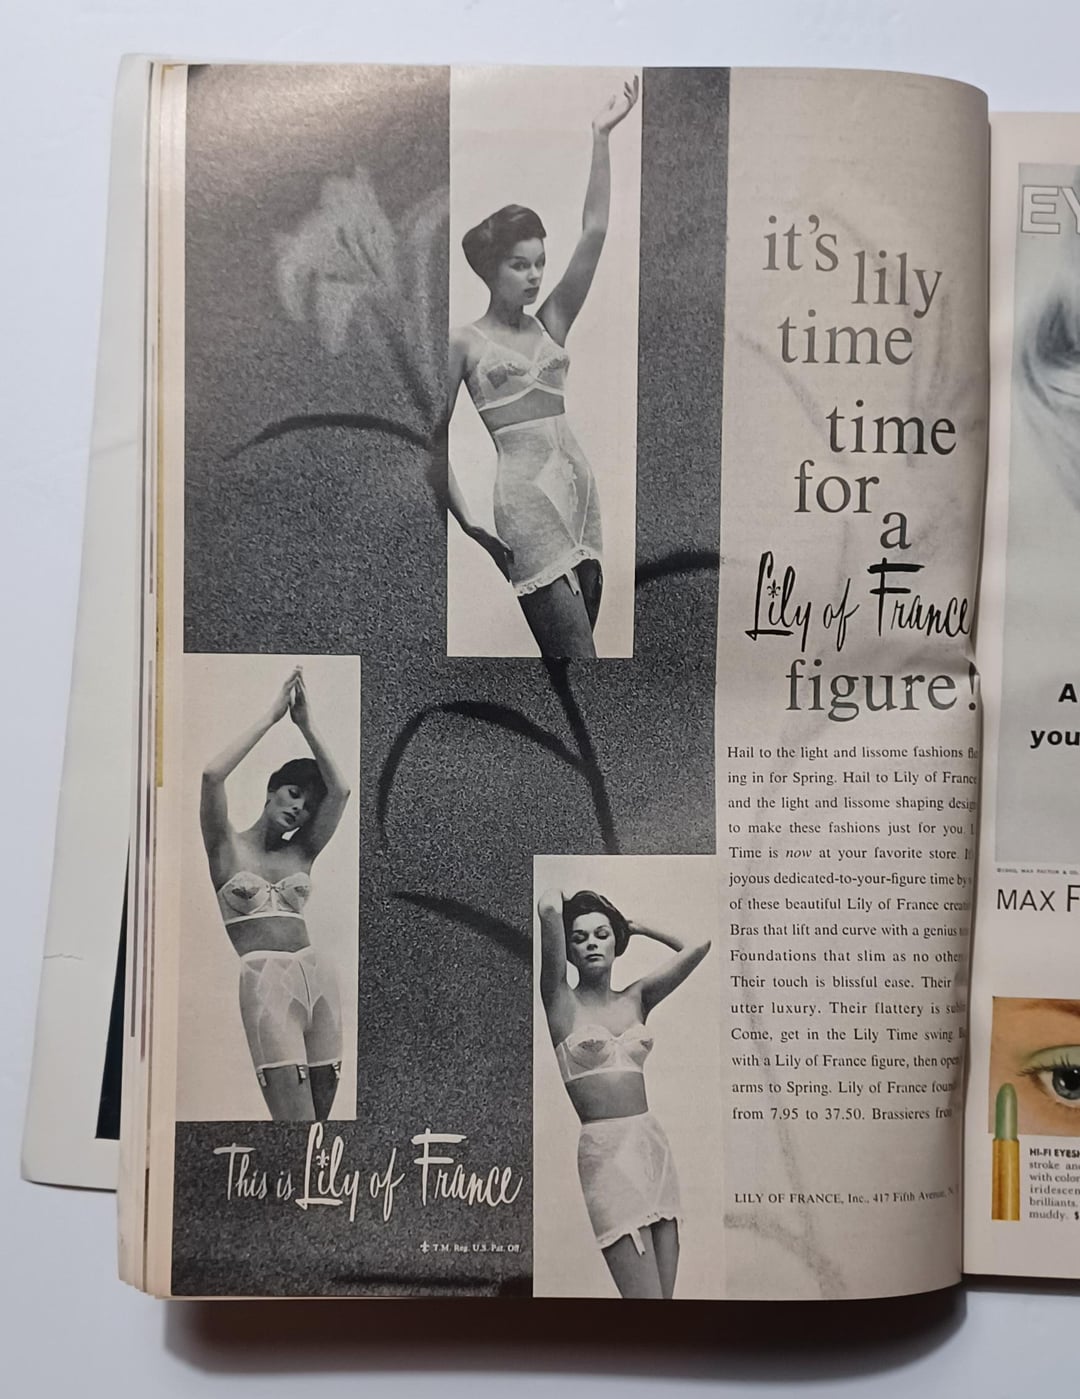 it's lily
time
time
for a
Lily of France
figure!
Hail to the light and lissome fashions
ing in for Spring. Hail to Lily of France
and the light and lissome shaping
to make these fashions just for you.
Time is now at your favorite store.
joyous dedicated-to-your-figure time by
of these beautiful Lily of France
Bras that lift and curve with a genius
Foundations that slim as no other
Their touch is blissful ease. Their
utter luxury. Their flattery is
Come, get in the Lily Time swing.
with a Lily of France figure, then open
arms to Spring. Lily of France
from 7.95 to 37.50. Brassieres
LILY OF FRANCE, Inc., 417 Fifth Avenue,
This is Lily of France
T.M. Reg. U.S. Pat. Off.
EY
A
you
MAX F
HI-FI EYESH
stroke and
with color
iridescen
brilliants.
muddy. $